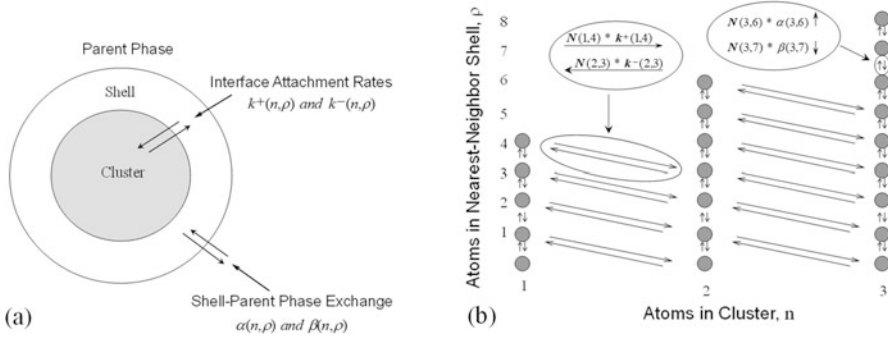 Parent Phase
Shell
Cluster
Interface Attachment Rates
k⁺(n,ρ) and k⁻(n,ρ)
Shell-Parent Phase Exchange
α(n,ρ) and β(n,ρ)
(a)
Atoms in Nearest-Neighbor Shell, ρ
8
7
6
5
4
3
2
1
N(1,4) * k⁺(1,4)
N(2,3) * k⁻(2,3)
N(3,6) * α(3,6)
N(3,7) * β(3,7)
1
2
3
Atoms in Cluster, n
(b)